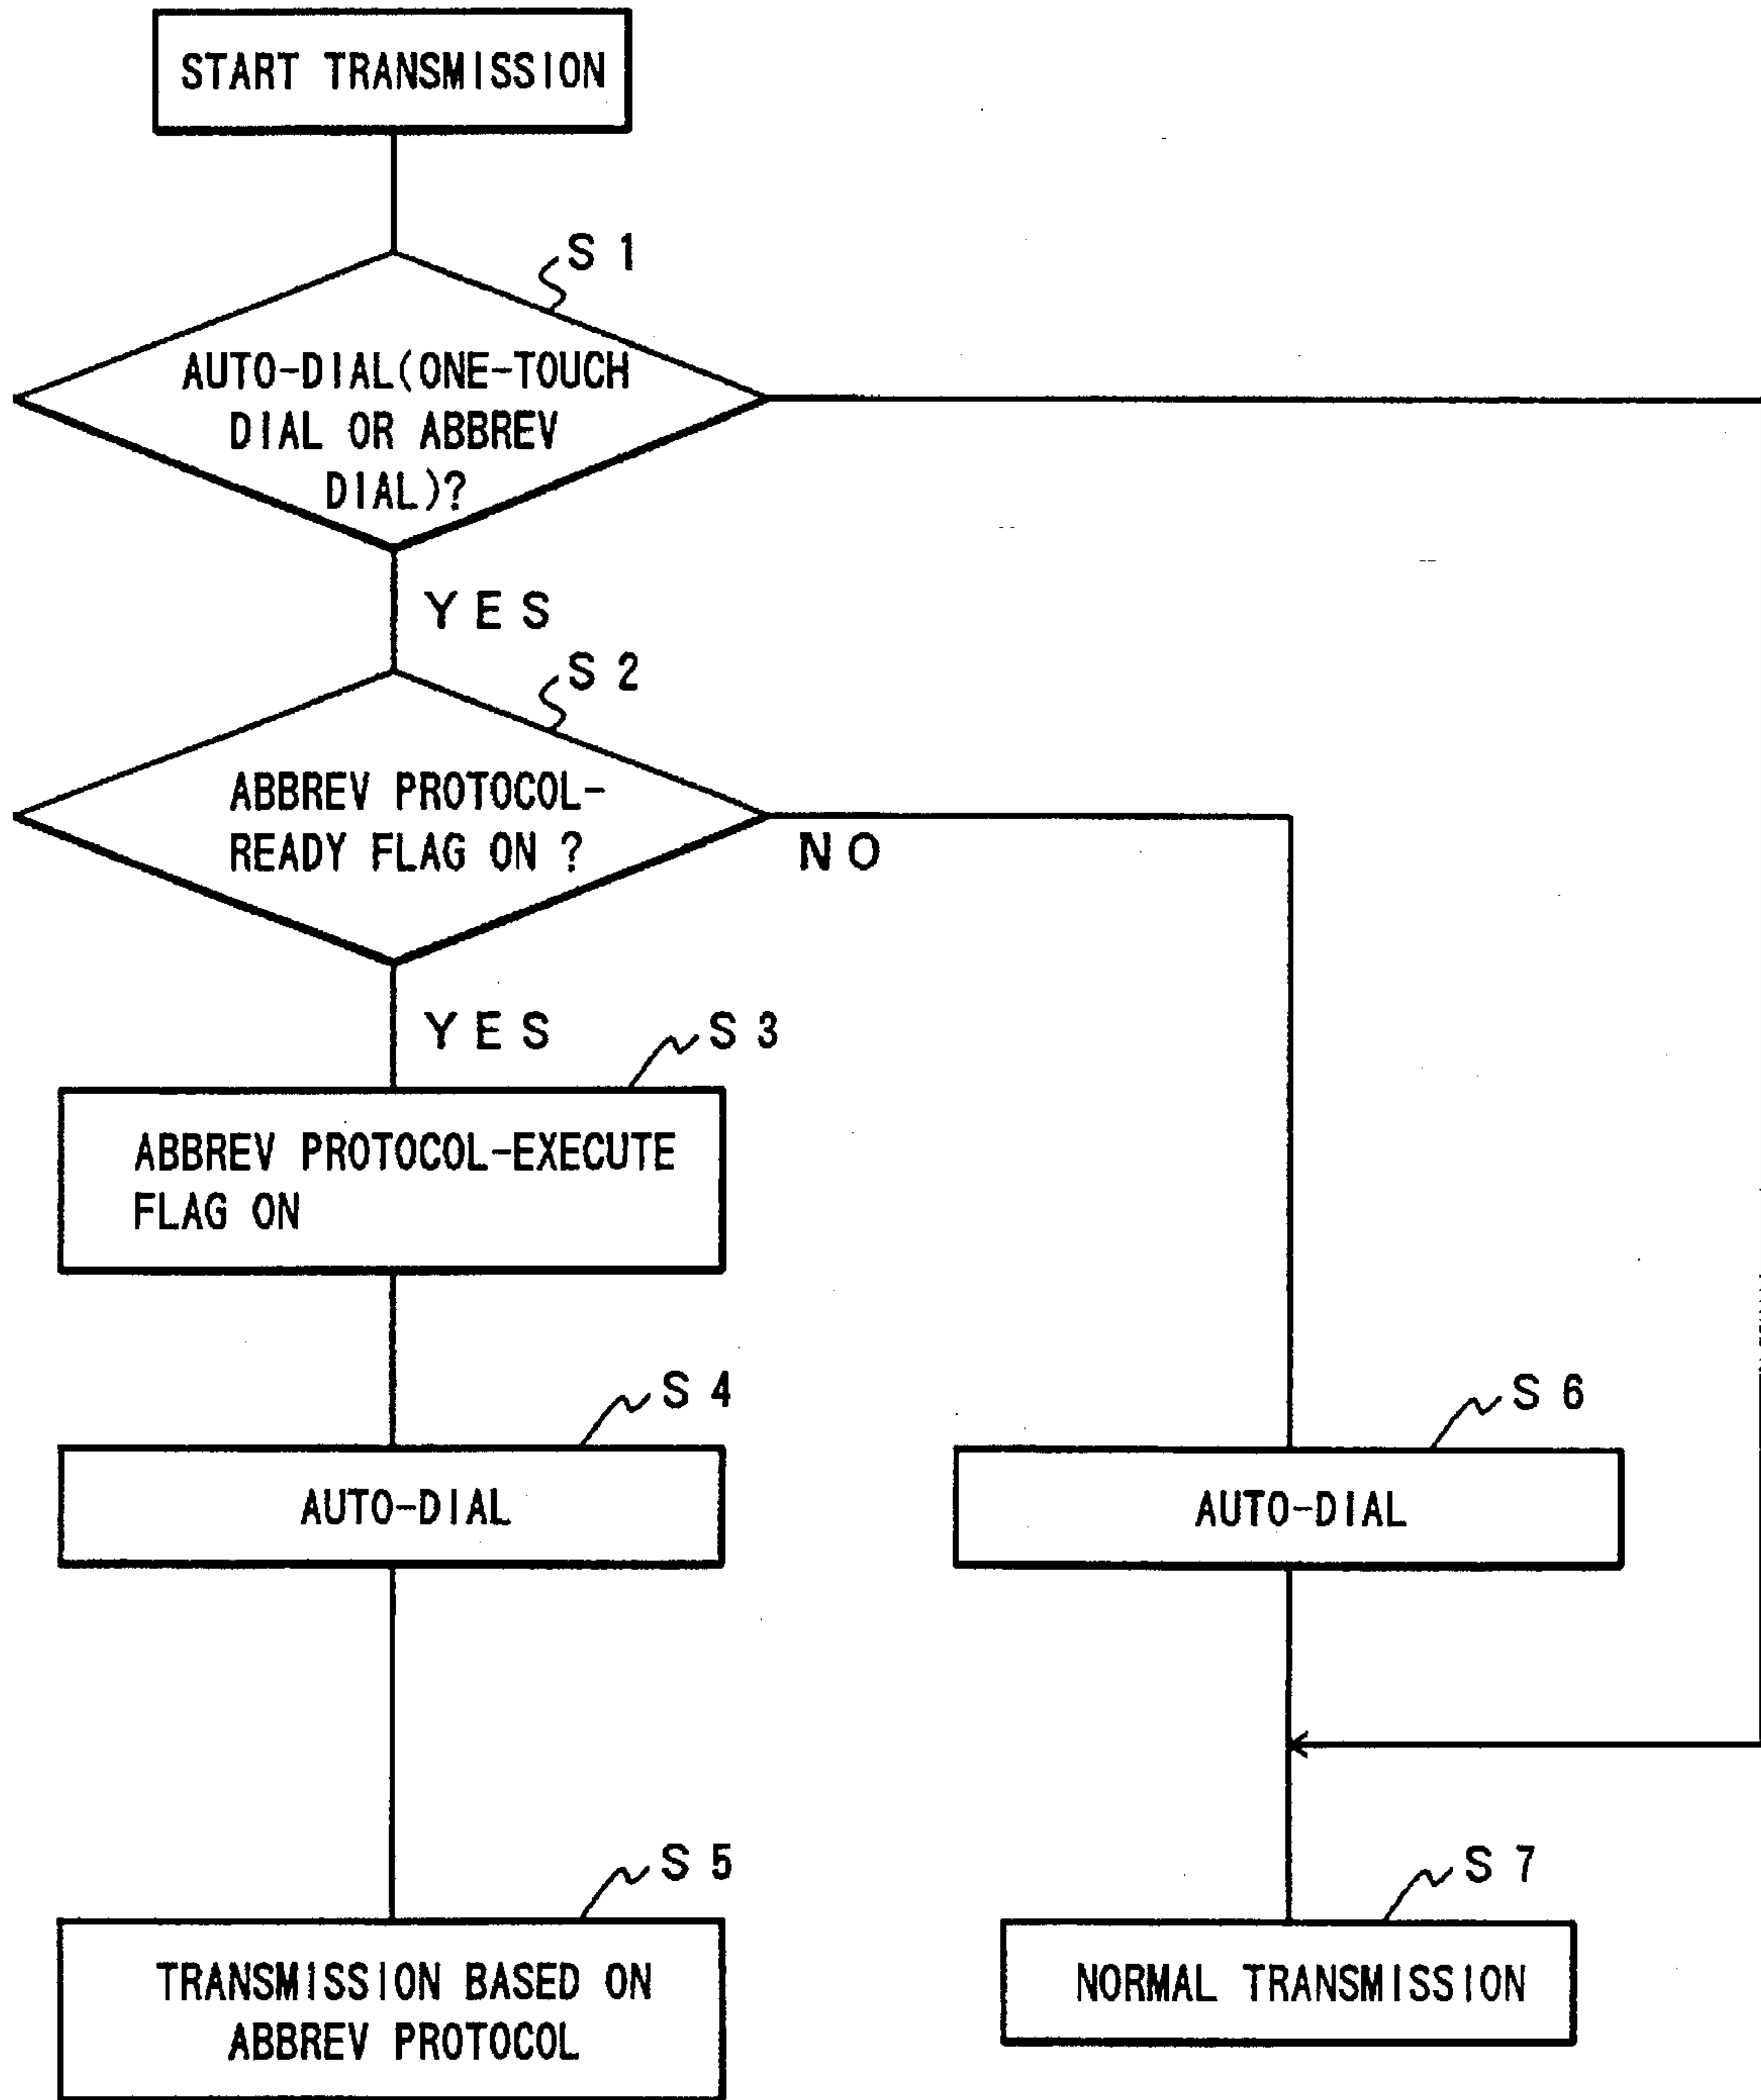 START TRANSMISSION
S 1
AUTO-DIAL(ONE-TOUCH
DIAL OR ABBREV
DIAL)?
YES
S 2
ABBREV PROTOCOL-
READY FLAG ON ?
NO
YES
S 3
ABBREV PROTOCOL-EXECUTE
FLAG ON
S 4
AUTO-DIAL
S 6
AUTO-DIAL
S 5
TRANSMISSION BASED ON
ABBREV PROTOCOL
S 7
NORMAL TRANSMISSION